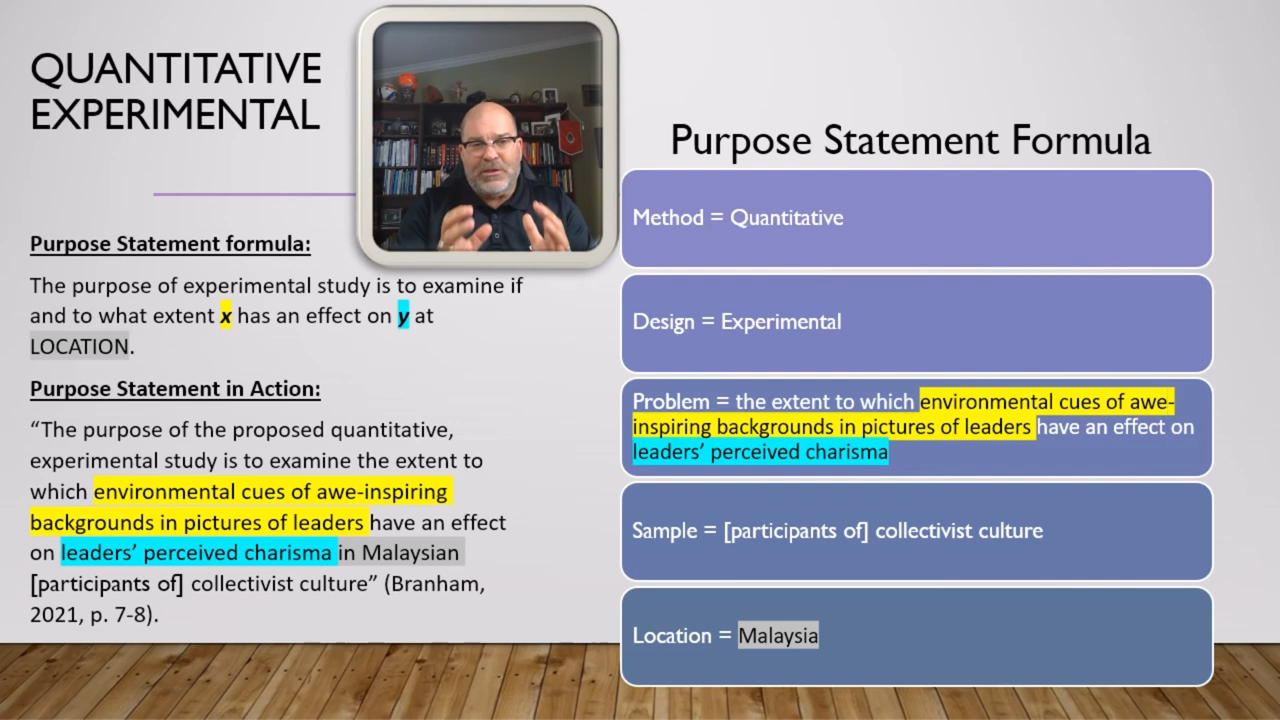 QUANTITATIVE
EXPERIMENTAL
Purpose Statement formula:
The purpose of experimental study is to examine if
and to what extent x has an effect on y at
LOCATION.
Purpose Statement in Action:
“The purpose of the proposed quantitative,
experimental study is to examine the extent to
which environmental cues of awe-inspiring
backgrounds in pictures of leaders have an effect
on leaders’ perceived charisma in Malaysian
[participants of] collectivist culture” (Branham,
2021, p. 7-8).
Purpose Statement Formula
Method = Quantitative
Design = Experimental
Problem = the extent to which environmental cues of awe-
inspiring backgrounds in pictures of leaders have an effect on
leaders’ perceived charisma
Sample = [participants of] collectivist culture
Location = Malaysia